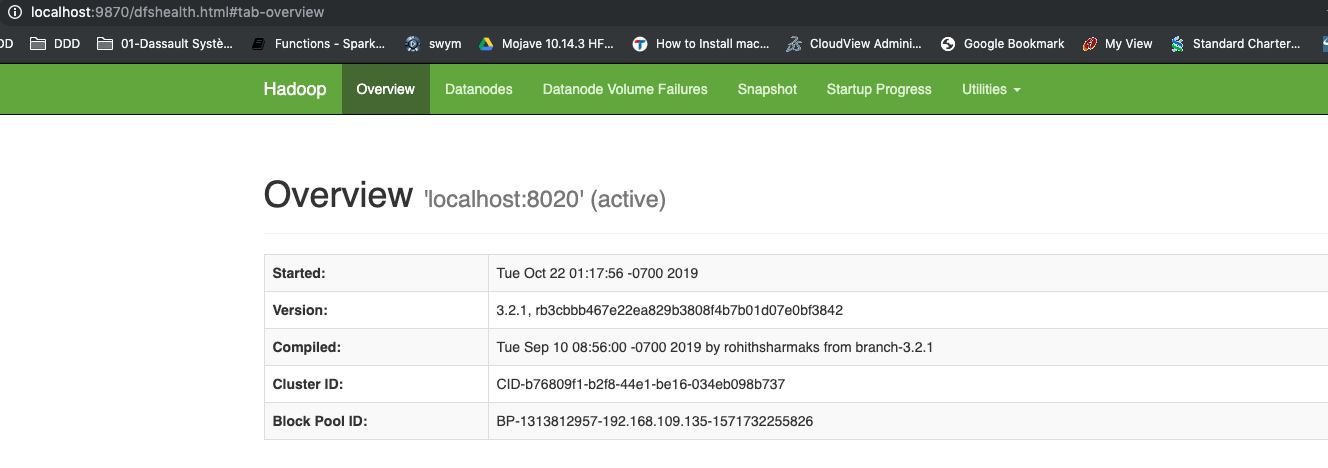 localhost:9870/dfshealth.html#tab-overview
DD DDD 01-Dassault Systè... Functions - Spark... swym Mojave 10.14.3 HF... How to Install mac... CloudView Admini... Google Bookmark My View Standard Charter...
Hadoop Overview Datanodes Datanode Volume Failures Snapshot Startup Progress Utilities
Overview 'localhost:8020' (active)
Started: Tue Oct 22 01:17:56 -0700 2019
Version: 3.2.1, rb3cbbb467e22ea829b3808f4b7b01d07e0bf3842
Compiled: Tue Sep 10 08:56:00 -0700 2019 by rohithsharmaks from branch-3.2.1
Cluster ID: CID-b76809f1-b2f8-44e1-be16-034eb098b737
Block Pool ID: BP-1313812957-192.168.109.135-1571732255826